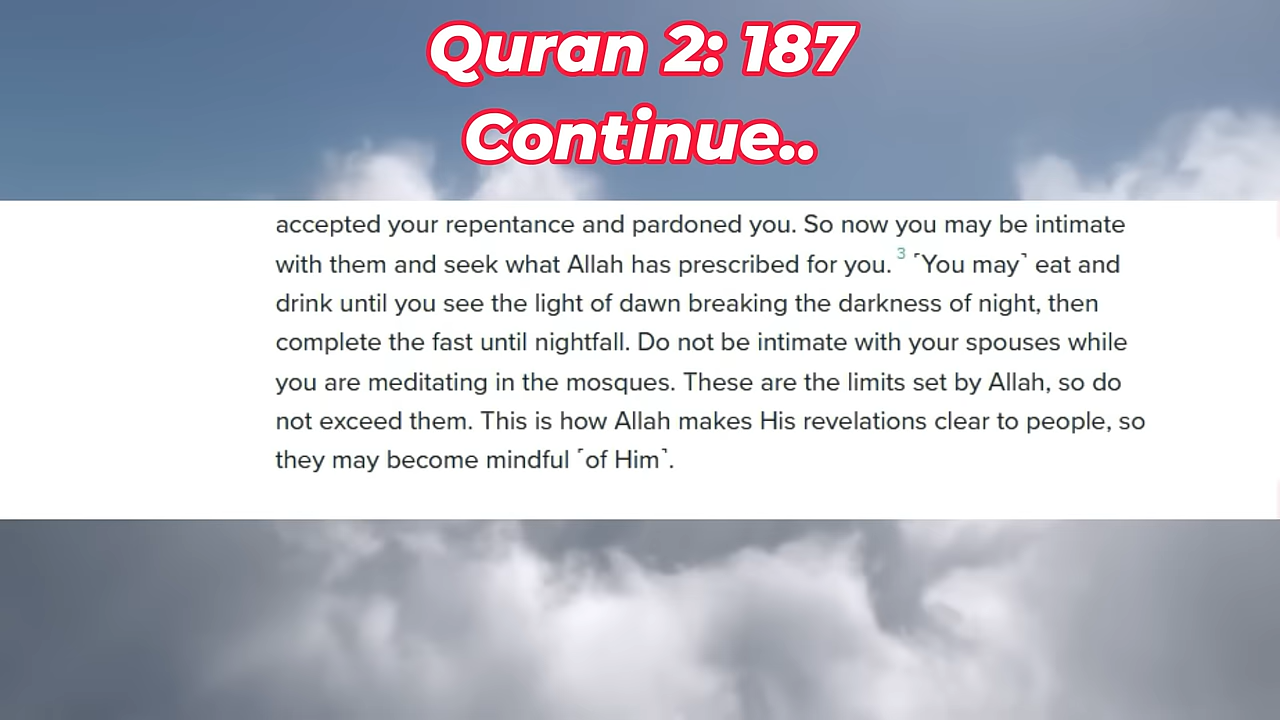 Quran 2: 187
Continue..
accepted your repentance and pardoned you. So now you may be intimate
with them and seek what Allah has prescribed for you. 3 ˹You may˺ eat and
drink until you see the light of dawn breaking the darkness of night, then
complete the fast until nightfall. Do not be intimate with your spouses while
you are meditating in the mosques. These are the limits set by Allah, so do
not exceed them. This is how Allah makes His revelations clear to people, so
they may become mindful ˹of Him˺.